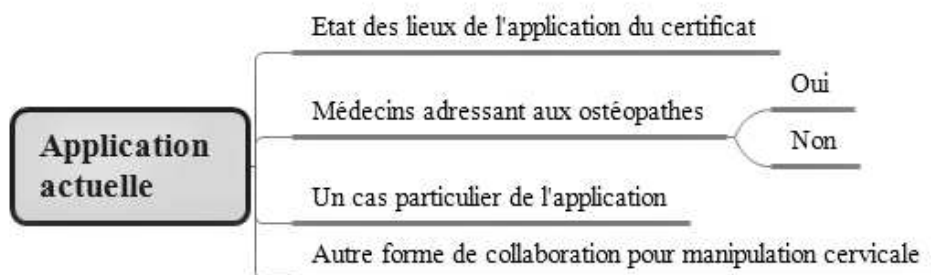 Etat des lieux de l'application du certificat
Médecins adressant aux ostéopathes
Oui
Non
Application
actuelle
Un cas particulier de l'application
Autre forme de collaboration pour manipulation cervicale